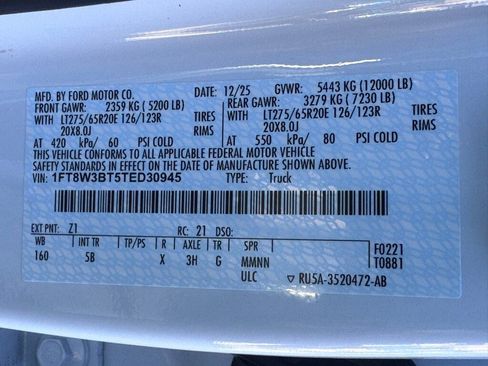 MFD. BY FORD MOTOR CO. DATE: 12/25 GVWR: 5443 KG (12000 LB)
FRONT GAWR: 2359 KG (5200 LB) REAR GAWR: 3279 KG (7230 LB)
WITH LT275/65R20E 126/123R TIRES WITH LT275/65R20E 126/123R TIRES
20X8.0J RIMS 20X8.0J RIMS
AT 420 kPa/ 60 PSI COLD AT 550 kPa/ 80 PSI COLD
THIS VEHICLE CONFORMS TO ALL APPLICABLE FEDERAL MOTOR VEHICLE
SAFETY STANDARDS IN EFFECT ON THE DATE OF MANUFACTURE SHOWN ABOVE.
VIN: 1FT8W3BT5TED30945 TYPE: Truck
EXT PNT: Z1 RC: 21 DSO:
WB INT TR TP/PS R AXLE TR SPR F0221
160 5B X 3H G MMNN T0881
ULC ▽ RU5A-3520472-AB